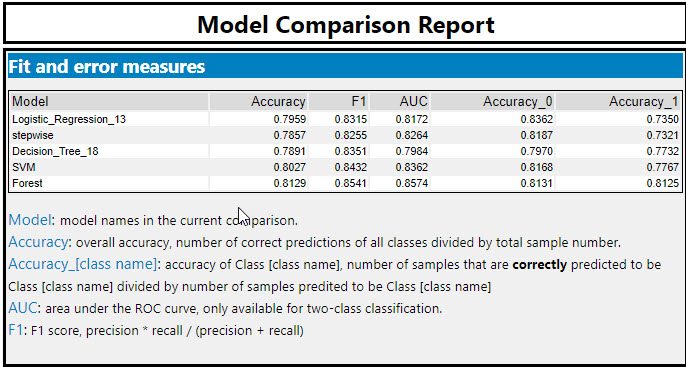 Model Comparison Report
Fit and error measures
Model Accuracy F1 AUC Accuracy_0 Accuracy_1
Logistic_Regression_13 0.7959 0.8315 0.8172 0.8362 0.7350
stepwise 0.7857 0.8255 0.8264 0.8187 0.7321
Decision_Tree_18 0.7891 0.8351 0.7984 0.7970 0.7732
SVM 0.8027 0.8432 0.8362 0.8168 0.7767
Forest 0.8129 0.8541 0.8574 0.8131 0.8125
Model: model names in the current comparison.
Accuracy: overall accuracy, number of correct predictions of all classes divided by total sample number.
Accuracy_[class name]: accuracy of Class [class name], number of samples that are correctly predicted to be
Class [class name] divided by number of samples predited to be Class [class name]
AUC: area under the ROC curve, only available for two-class classification.
F1: F1 score, precision * recall / (precision + recall)